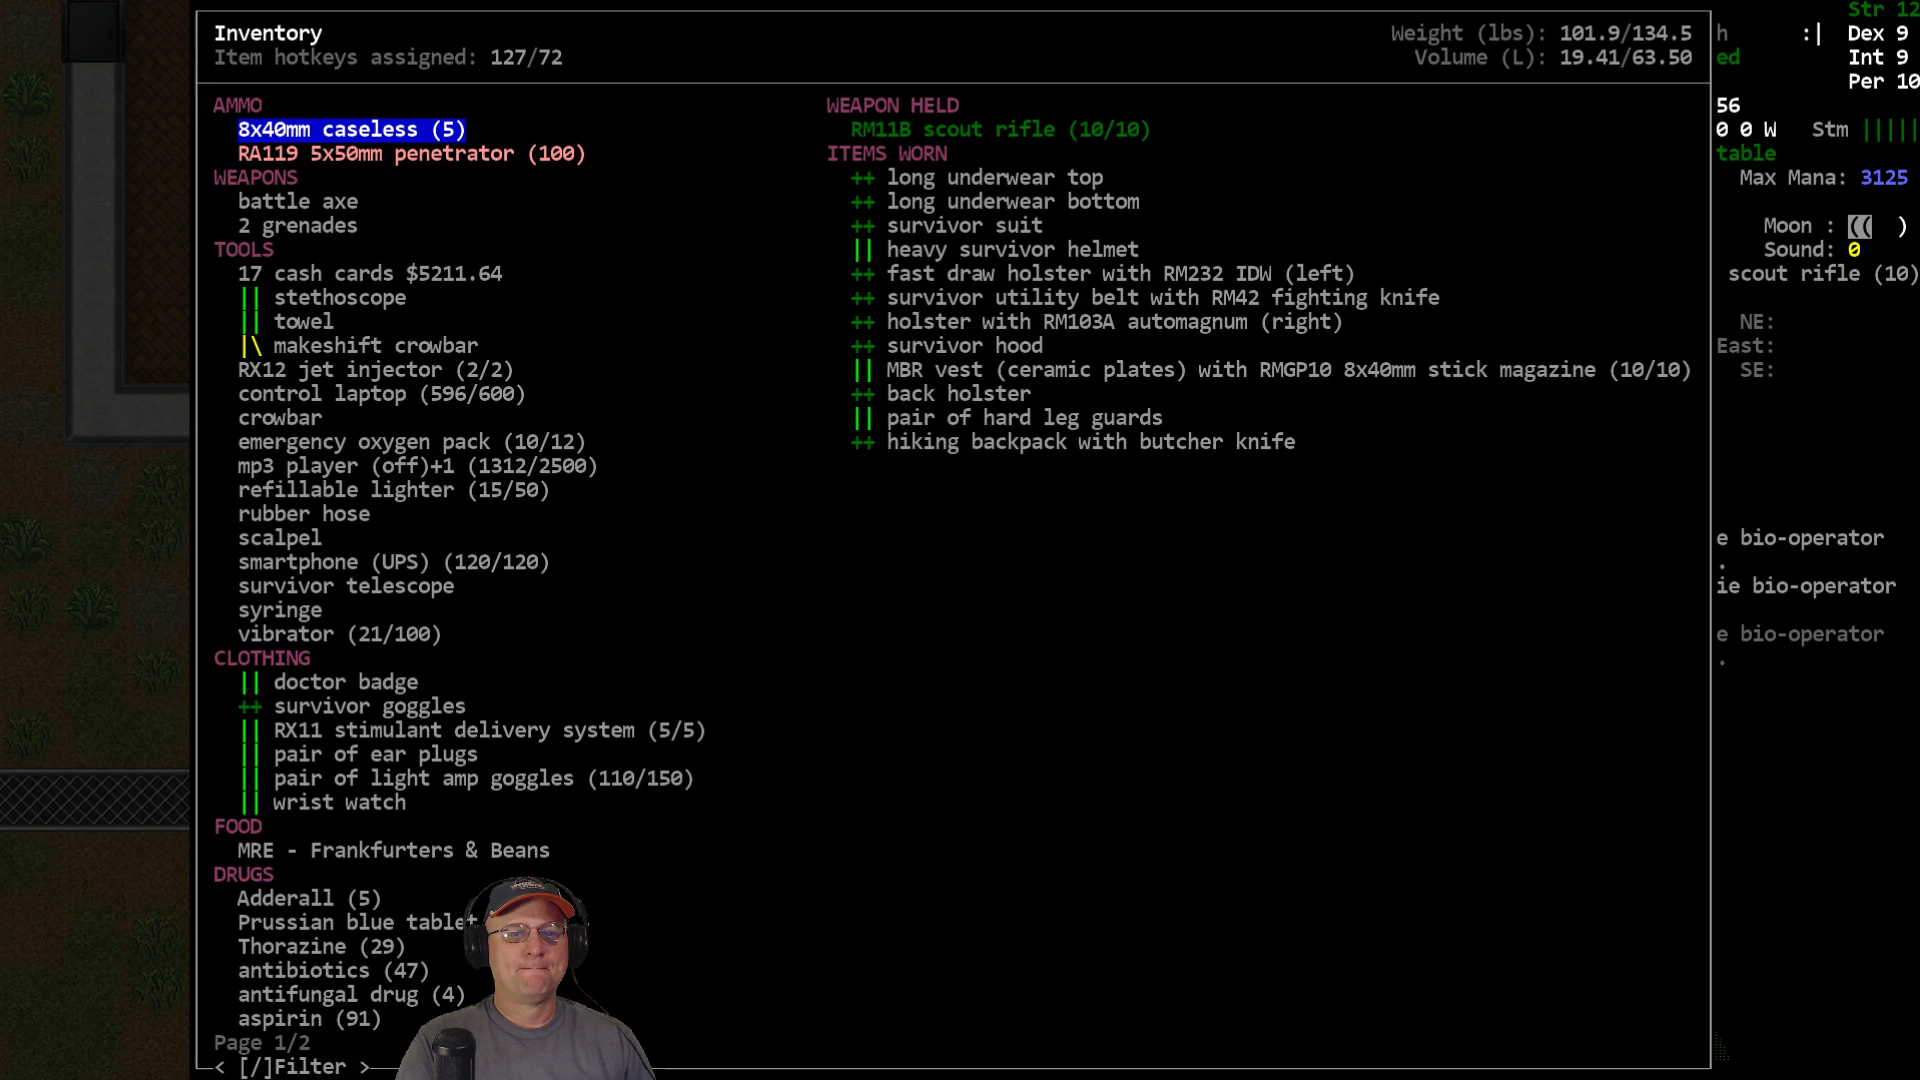 Inventory
Item hotkeys assigned: 127/72
Weight (lbs): 101.9/134.5
Volume (L): 19.41/63.50
AMMO
8x40mm caseless (5)
RA119 5x50mm penetrator (100)
WEAPONS
battle axe
2 grenades
TOOLS
17 cash cards $5211.64
|| stethoscope
|| towel
|\ makeshift crowbar
RX12 jet injector (2/2)
control laptop (596/600)
crowbar
emergency oxygen pack (10/12)
mp3 player (off)+1 (1312/2500)
refillable lighter (15/50)
rubber hose
scalpel
smartphone (UPS) (120/120)
survivor telescope
syringe
vibrator (21/100)
CLOTHING
|| doctor badge
++ survivor goggles
|| RX11 stimulant delivery system (5/5)
|| pair of ear plugs
|| pair of light amp goggles (110/150)
|| wrist watch
FOOD
MRE - Frankfurters & Beans
DRUGS
Adderall (5)
Prussian blue tablet
Thorazine (29)
antibiotics (47)
antifungal drug (4)
aspirin (91)
Page 1/2
< [/]Filter >
WEAPON HELD
RM11B scout rifle (10/10)
ITEMS WORN
++ long underwear top
++ long underwear bottom
++ survivor suit
|| heavy survivor helmet
++ fast draw holster with RM232 IDW (left)
++ survivor utility belt with RM42 fighting knife
++ holster with RM103A automagnum (right)
++ survivor hood
|| MBR vest (ceramic plates) with RMGP10 8x40mm stick magazine (10/10)
++ back holster
|| pair of hard leg guards
++ hiking backpack with butcher knife
Str 12
h :| Dex 9
ed Int 9
Per 10
56
0 0 W Stm |||||
table
Max Mana: 3125
Moon : (( )
Sound: 0
scout rifle (10)
NE:
East:
SE:
e bio-operator
.
ie bio-operator
e bio-operator
.